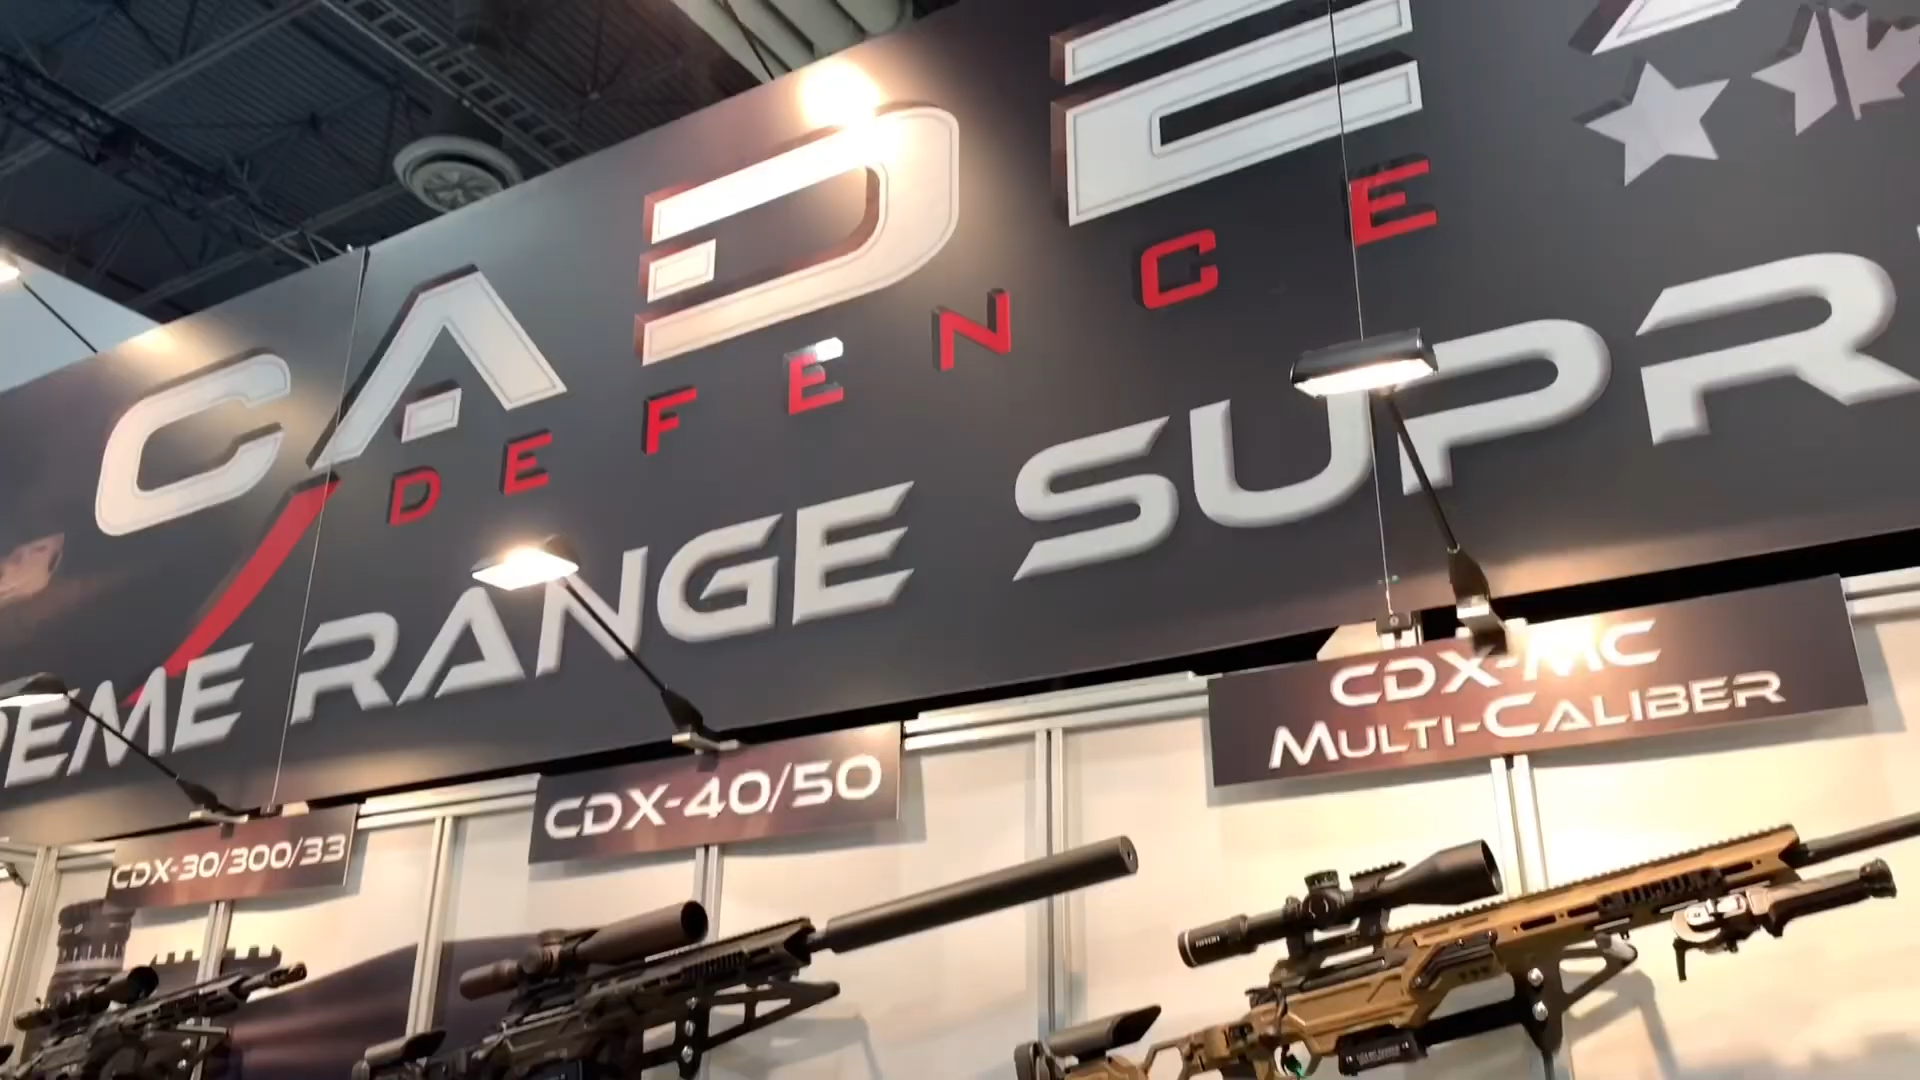 CADE
DEFENCE
EME RANGE SUPR
CDX-30/300/33
CDX-40/50
CDX-MC
MULTI-CALIBER